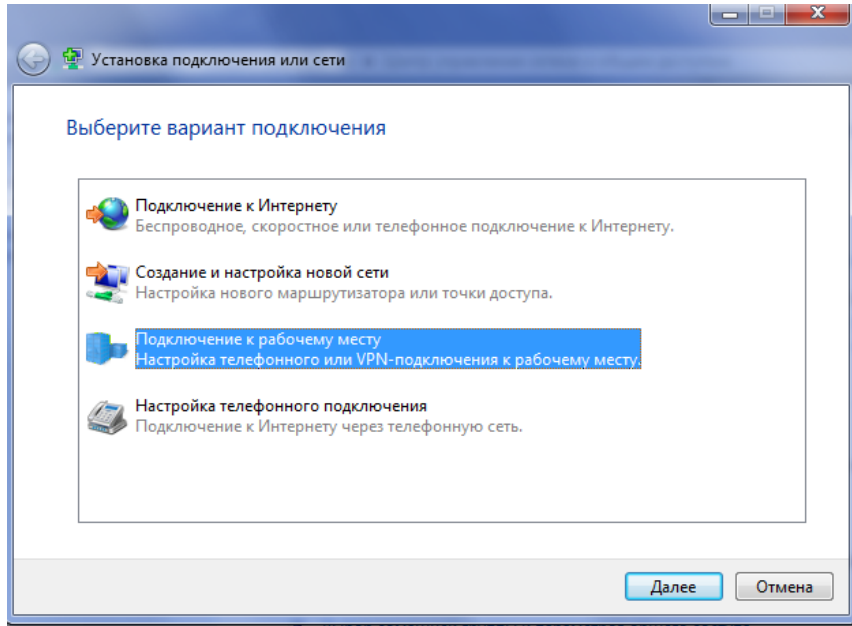 Установка подключения или сети
Выберите вариант подключения
Подключение к Интернету
Беспроводное, скоростное или телефонное подключение к Интернету.
Создание и настройка новой сети
Настройка нового маршрутизатора или точки доступа.
Подключение к рабочему месту
Настройка телефонного или VPN-подключения к рабочему месту.
Настройка телефонного подключения
Подключение к Интернету через телефонную сеть.
Далее Отмена